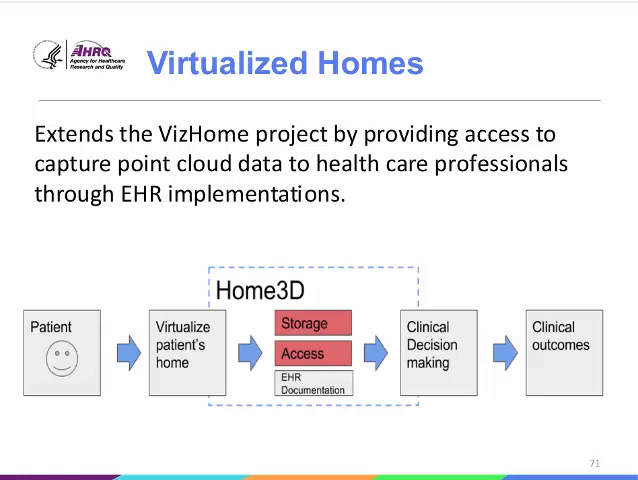 AHRQ
Agency for Healthcare
Research and Quality
Virtualized Homes
Extends the VizHome project by providing access to
capture point cloud data to health care professionals
through EHR implementations.
Home3D
Patient
Virtualize
patient's
home
Storage
Access
EHR
Documentation
Clinical
Decision
making
Clinical
outcomes
71